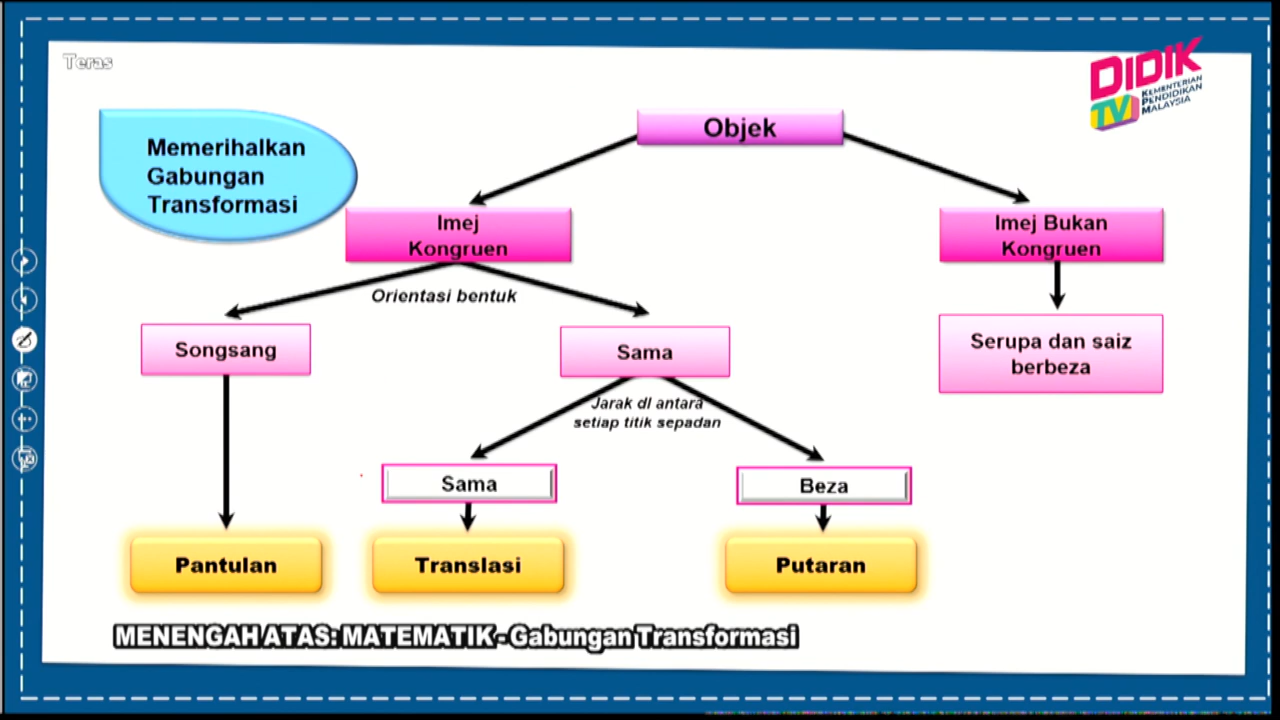 Teras
DIDIK
TV
KEMENTERIAN
PENDIDIKAN
MALAYSIA
Memerihalkan
Gabungan
Transformasi
Objek
Imej
Kongruen
Imej Bukan
Kongruen
Orientasi bentuk
Songsang
Sama
Serupa dan saiz
berbeza
Jarak dI antara
setiap titik sepadan
Sama
Beza
Pantulan
Translasi
Putaran
MENENGAH ATAS: MATEMATIK - Gabungan Transformasi